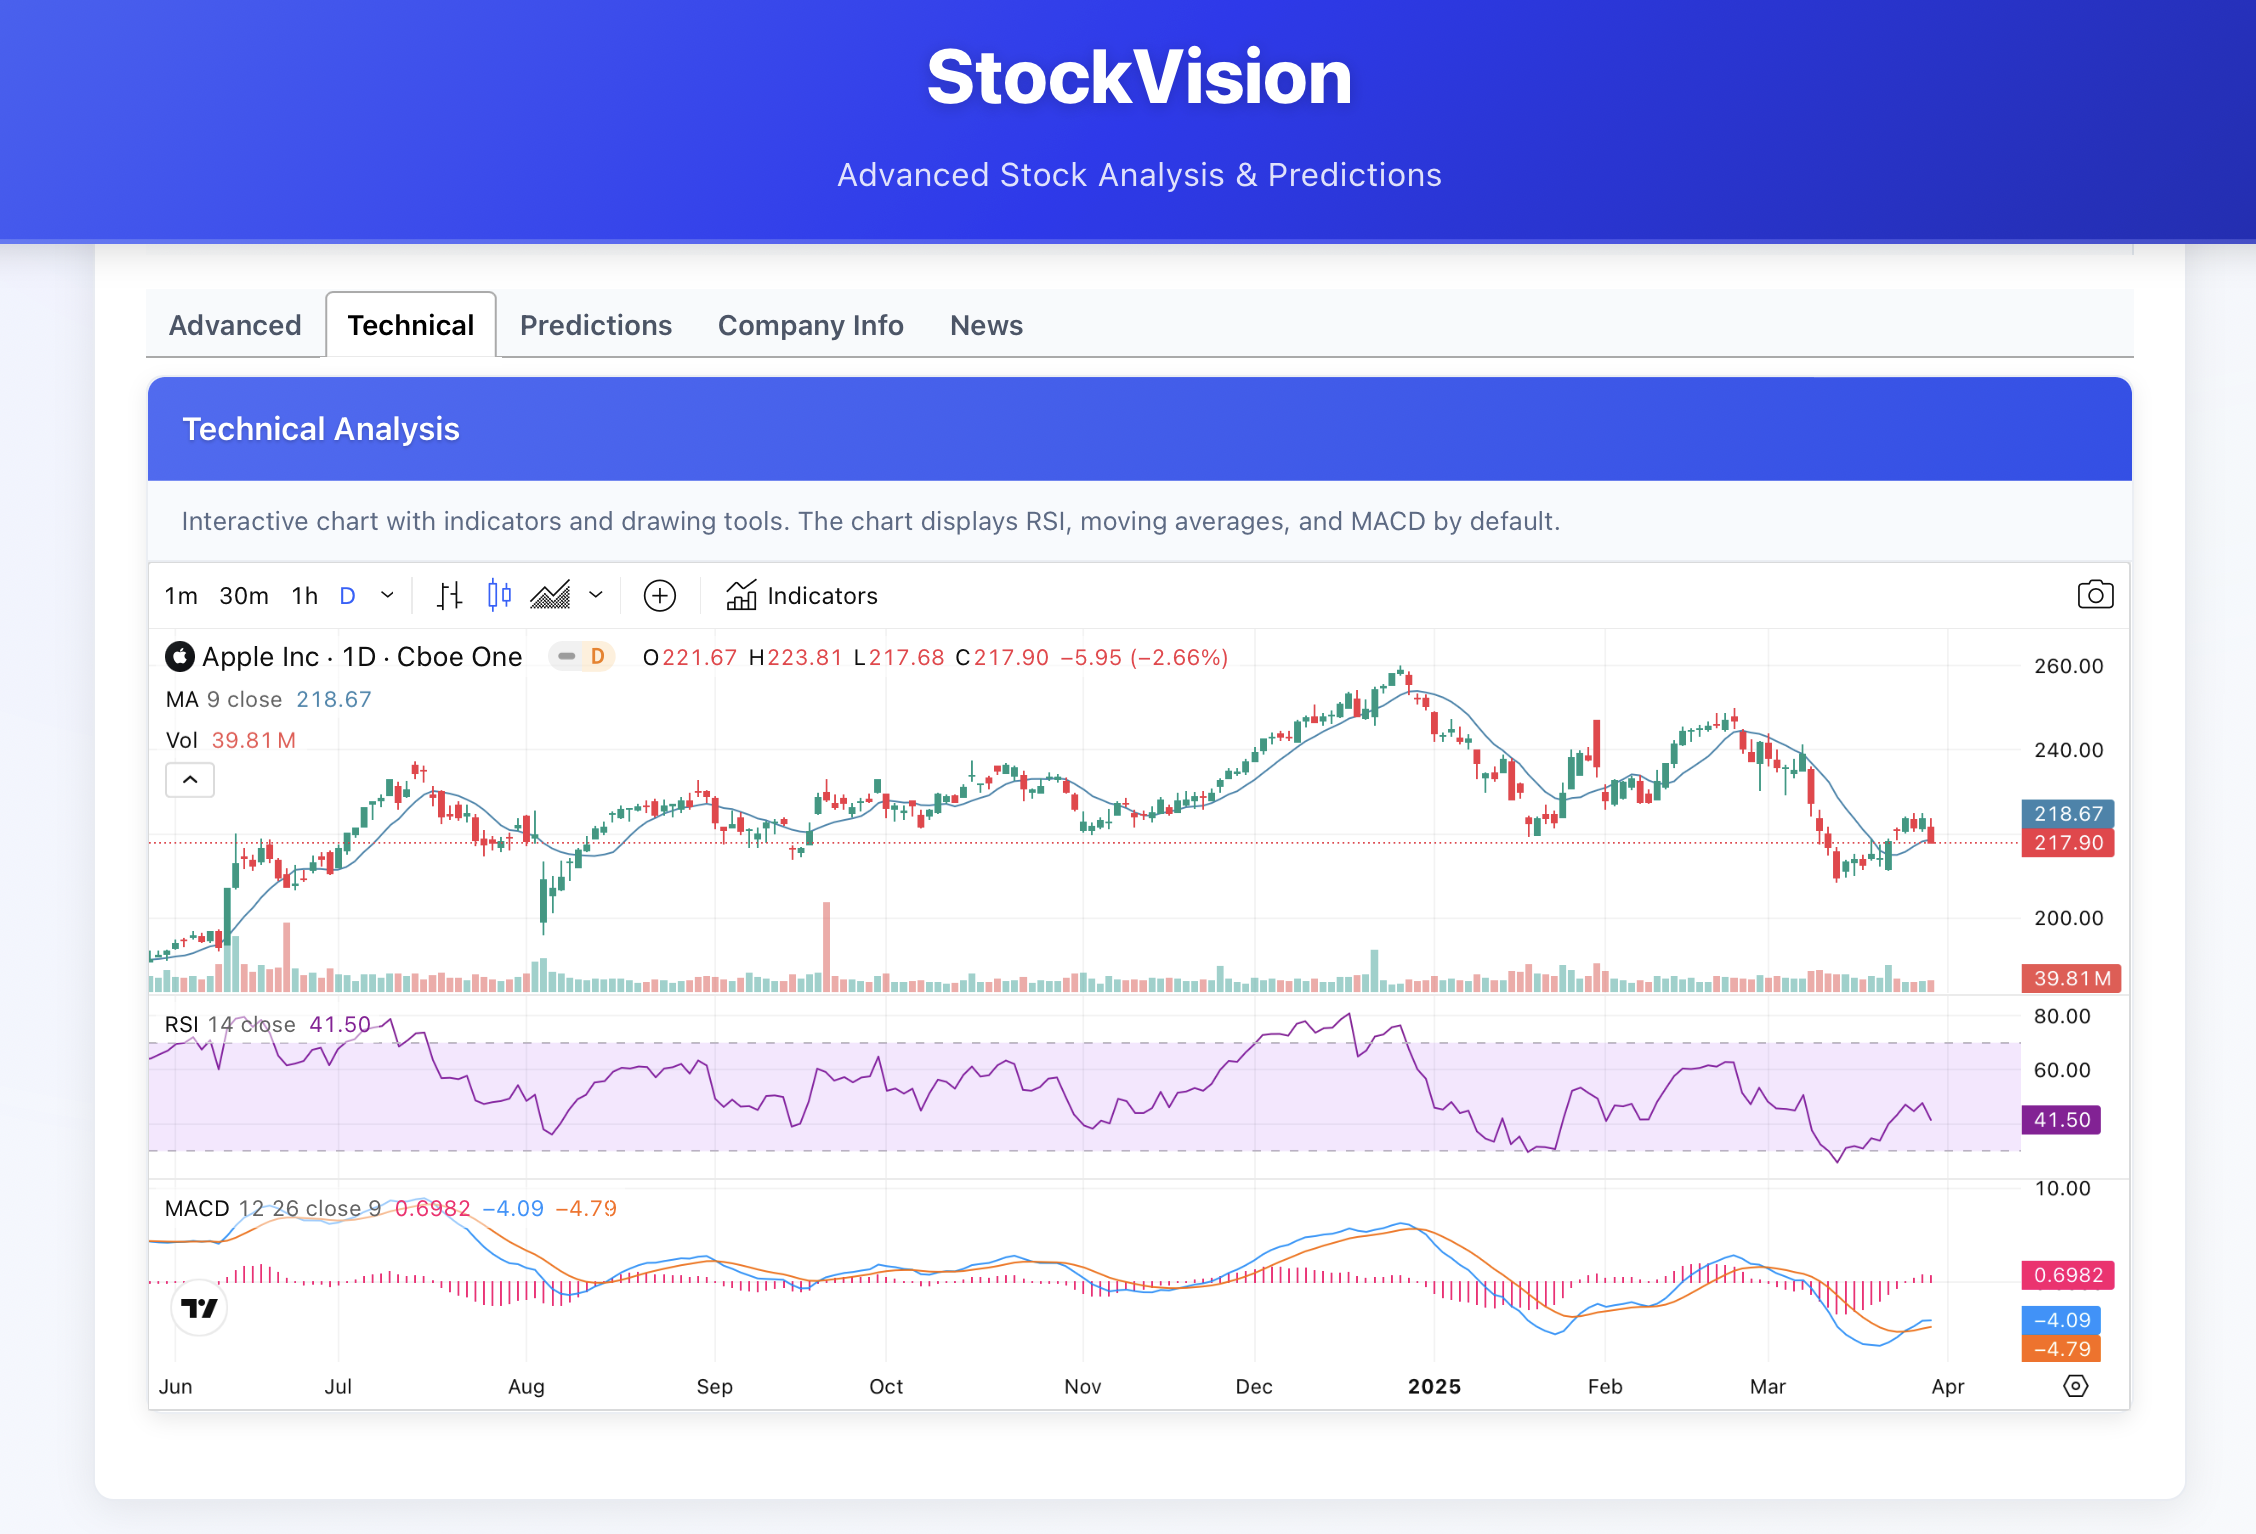 StockVision
Advanced Stock Analysis & Predictions
Advanced Technical Predictions Company Info News
Technical Analysis
Interactive chart with indicators and drawing tools. The chart displays RSI, moving averages, and MACD by default.
1m 30m 1h D Indicators
Apple Inc · 1D · Cboe One D O221.67 H223.81 L217.68 C217.90 −5.95 (−2.66%)
MA 9 close 218.67
Vol 39.81M
260.00
240.00
218.67
217.90
200.00
39.81M
RSI 14 close 41.50
80.00
60.00
41.50
MACD 12 26 close 9 0.6982 −4.09 −4.79
10.00
0.6982
−4.09
−4.79
Jun Jul Aug Sep Oct Nov Dec 2025 Feb Mar Apr